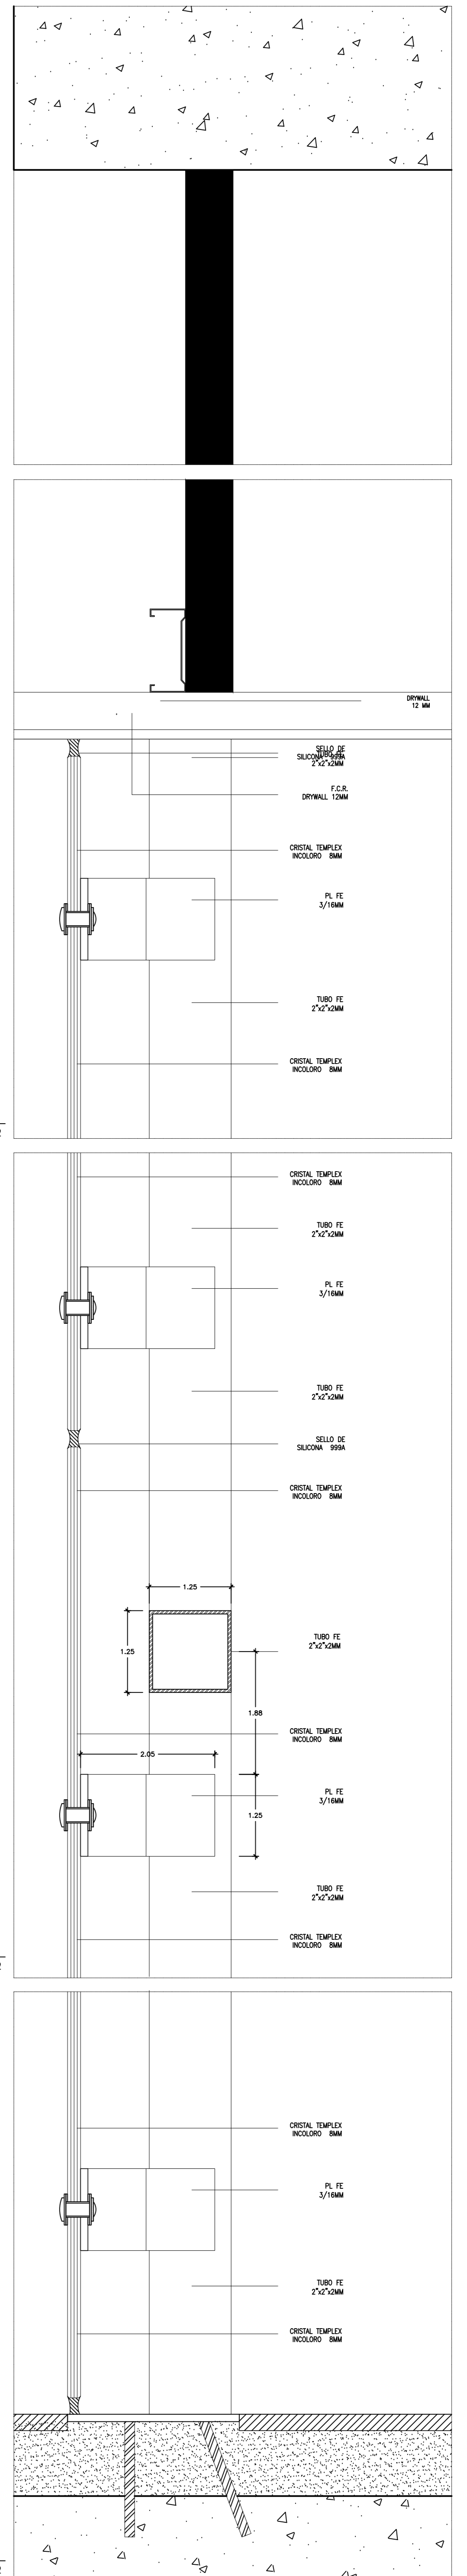 DRYWALL
12 MM
SELLO DE
SILICONA 999A
TUBO FE
2"x2"x2MM
F.C.R.
DRYWALL 12MM
CRISTAL TEMPLEX
INCOLORO 8MM
PL FE
3/16MM
TUBO FE
2"x2"x2MM
CRISTAL TEMPLEX
INCOLORO 8MM
CRISTAL TEMPLEX
INCOLORO 8MM
TUBO FE
2"x2"x2MM
PL FE
3/16MM
TUBO FE
2"x2"x2MM
SELLO DE
SILICONA 999A
CRISTAL TEMPLEX
INCOLORO 8MM
1.25
1.25
TUBO FE
2"x2"x2MM
1.88
CRISTAL TEMPLEX
INCOLORO 8MM
2.05
PL FE
3/16MM
1.25
TUBO FE
2"x2"x2MM
CRISTAL TEMPLEX
INCOLORO 8MM
CRISTAL TEMPLEX
INCOLORO 8MM
PL FE
3/16MM
TUBO FE
2"x2"x2MM
CRISTAL TEMPLEX
INCOLORO 8MM